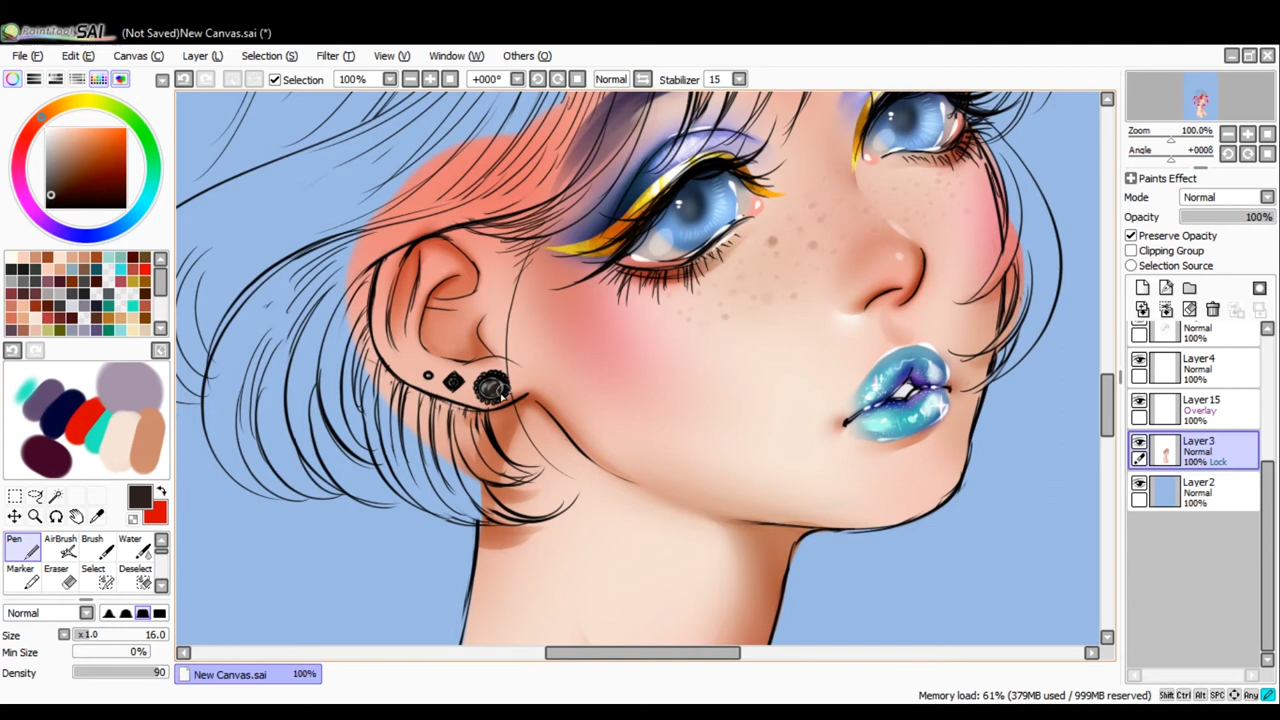 PaintTool SAI (Not Saved)New Canvas.sai (*)
File (F) Edit (E) Canvas (C) Layer (L) Selection (S) Filter (T) View (V) Window (W) Others (O)
Selection 100% +000° Normal Stabilizer 15
Zoom 100.0%
Angle +000ß
Paints Effect
Mode Normal
Opacity 100%
Preserve Opacity
Clipping Group
Selection Source
Normal
100%
Layer4
Normal
100%
Layer15
Overlay
100%
Layer3
Normal
100% Lock
Layer2
Normal
100%
Pen AirBrush Brush Water
Marker Eraser Select Deselect
Normal
Size x1.0 16.0
Min Size 0%
Density 90
New Canvas.sai 100%
Memory load: 61% (379MB used / 999MB reserved) Shift Ctrl Alt SPC Any